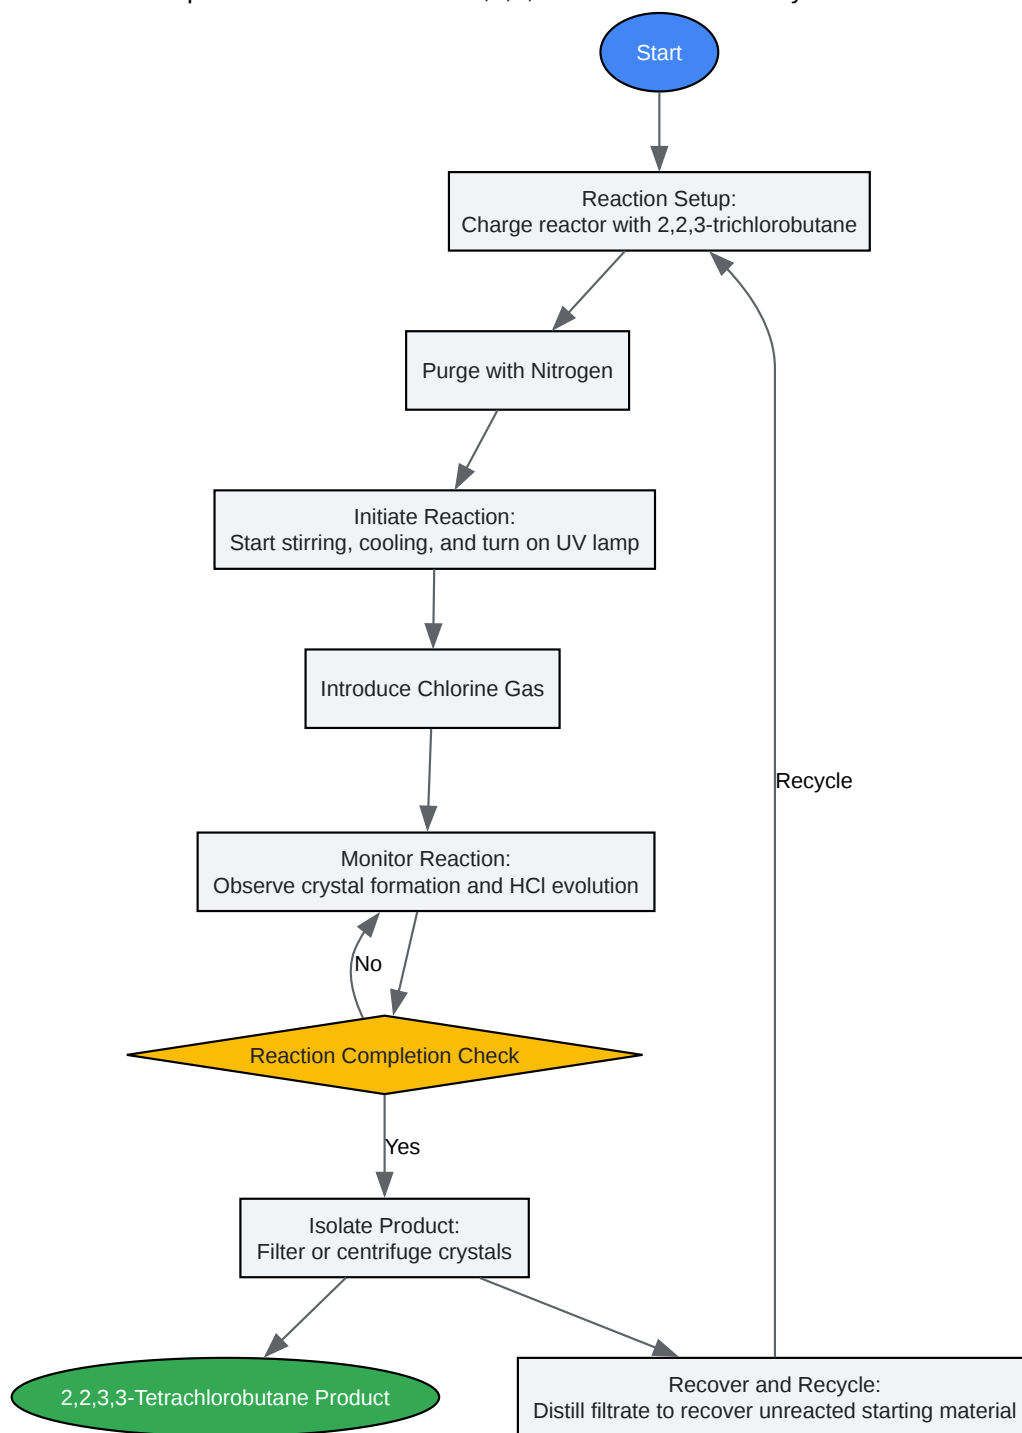 Start
Reaction Setup:
Charge reactor with 2,2,3-trichlorobutane
Purge with Nitrogen
Initiate Reaction:
Start stirring, cooling, and turn on UV lamp
Introduce Chlorine Gas
Recycle
Monitor Reaction:
Observe crystal formation and HCl evolution
No
Reaction Completion Check
Yes
Isolate Product:
Filter or centrifuge crystals
2,2,3,3-Tetrachlorobutane Product
Recover and Recycle:
Distill filtrate to recover unreacted starting material